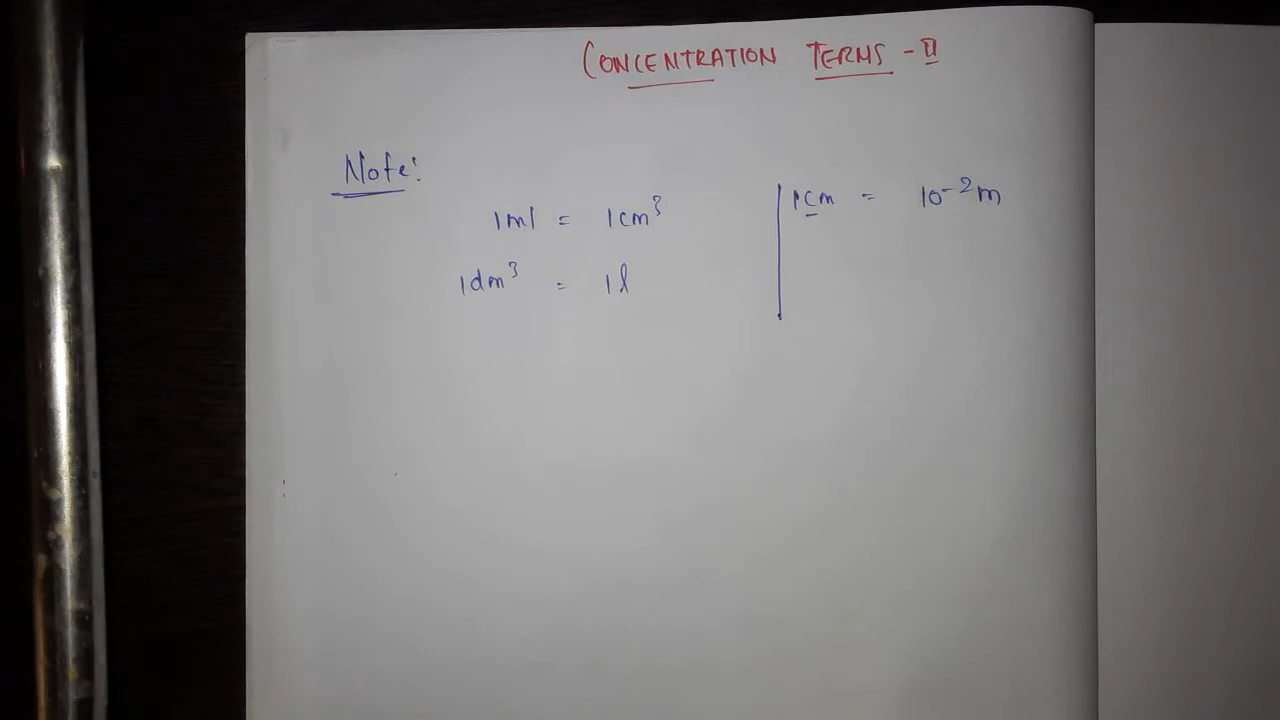 CONCENTRATION TERMS - II
Note:
1ml = 1cm³
1dm³ = 1l
1cm = 10⁻²m